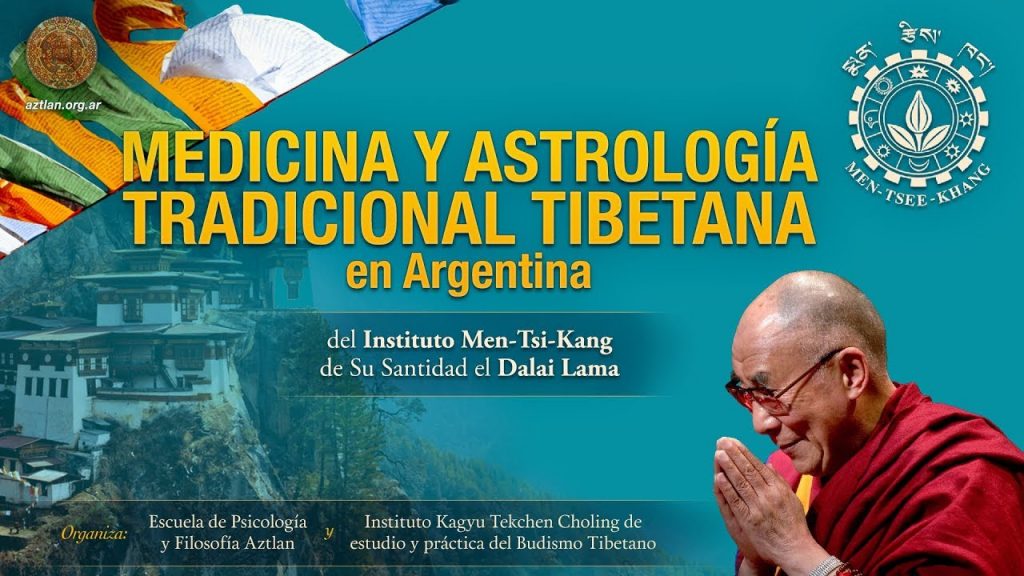 aztlan.org.ar
སྨན་ རྩིས་ ཁང་
MEN-TSEE-KHANG
MEDICINA Y ASTROLOGÍA
TRADICIONAL TIBETANA
en Argentina
del Instituto Men-Tsi-Kang
de Su Santidad el Dalai Lama
Organiza:
Escuela de Psicología
y Filosofía Aztlan
y
Instituto Kagyu Tekchen Choling de
estudio y práctica del Budismo Tibetano